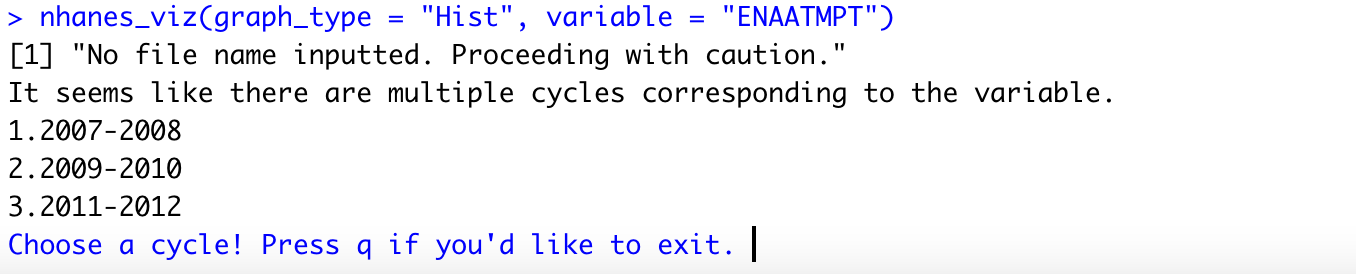 > nhanes_viz(graph_type = "Hist", variable = "ENAATMPT")
[1] "No file name inputted. Proceeding with caution."
It seems like there are multiple cycles corresponding to the variable.
1.2007-2008
2.2009-2010
3.2011-2012
Choose a cycle! Press q if you'd like to exit.